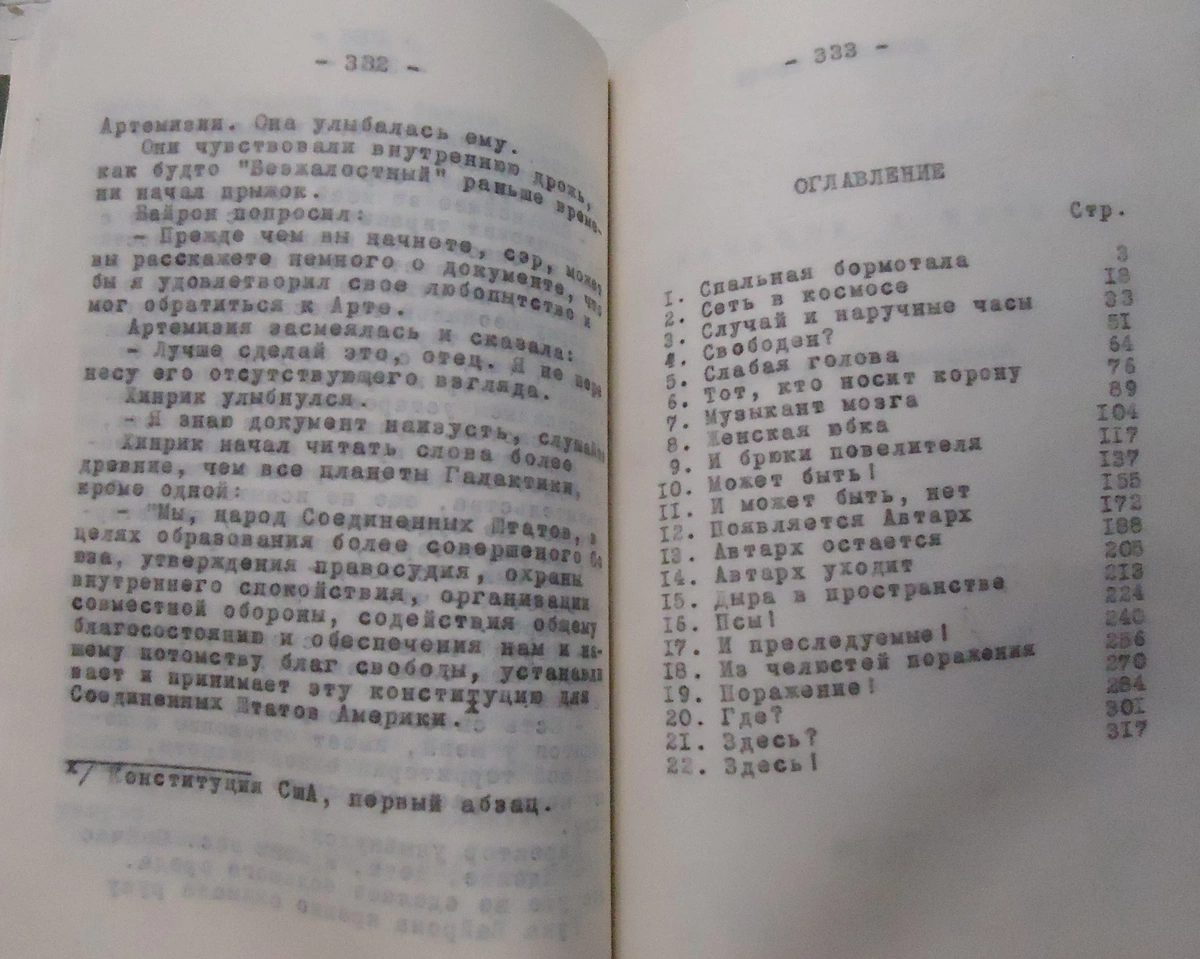 - 332 -
Артемизии. Она улыбалась ему.
Они чувствовали внутреннюю дрожь,
как будто "Безжалостный" раньше време-
ни начал прыжок.
Байрон попросил:
- Прежде чем вы начнете, сэр, может
вы расскажете немного о документе, что
бы я удовлетворил свое любопытство и
мог обратиться к Арте.
Артемизия засмеялась и сказала:
- Лучше сделай это, отец. Я не пере
несу его отсутствующего взгляда.
Хинрик улыбнулся.
- Я знаю документ наизусть, слушайте
Хинрик начал читать слова более
древние, чем все планеты Галактики,
кроме одной:
- "Мы, народ Соединенных Штатов, в
целях образования более совершеного Со
юза, утверждения правосудия, охраны
внутреннего спокойствия, организации
совместной обороны, содействия общему
благосостоянию и обеспечения нам и на-
шему потомству благ свободы, устанавли
вает и принимает эту конституцию для
Соединенных Штатов Америки.х
х/ Конституция США, первый абзац.
- 333 -
ОГЛАВЛЕНИЕ
Стр.
1. Спальная бормотала 3
2. Сеть в космосе 18
3. Случай и наручные часы 33
4. Свободен? 51
5. Слабая голова 64
6. Тот, кто носит корону 76
7. Музыкант мозга 89
8. Женская юбка 104
9. И брюки повелителя 117
10. Может быть! 137
11. И может быть, нет 155
12. Появляется Автарх 172
13. Автарх остается 188
14. Автарх уходит 205
15. Дыра в пространстве 213
16. Псы! 224
17. И преследуемые! 240
18. Из челюстей поражения 256
19. Поражение! 270
20. Где? 284
21. Здесь? 301
22. Здесь! 317